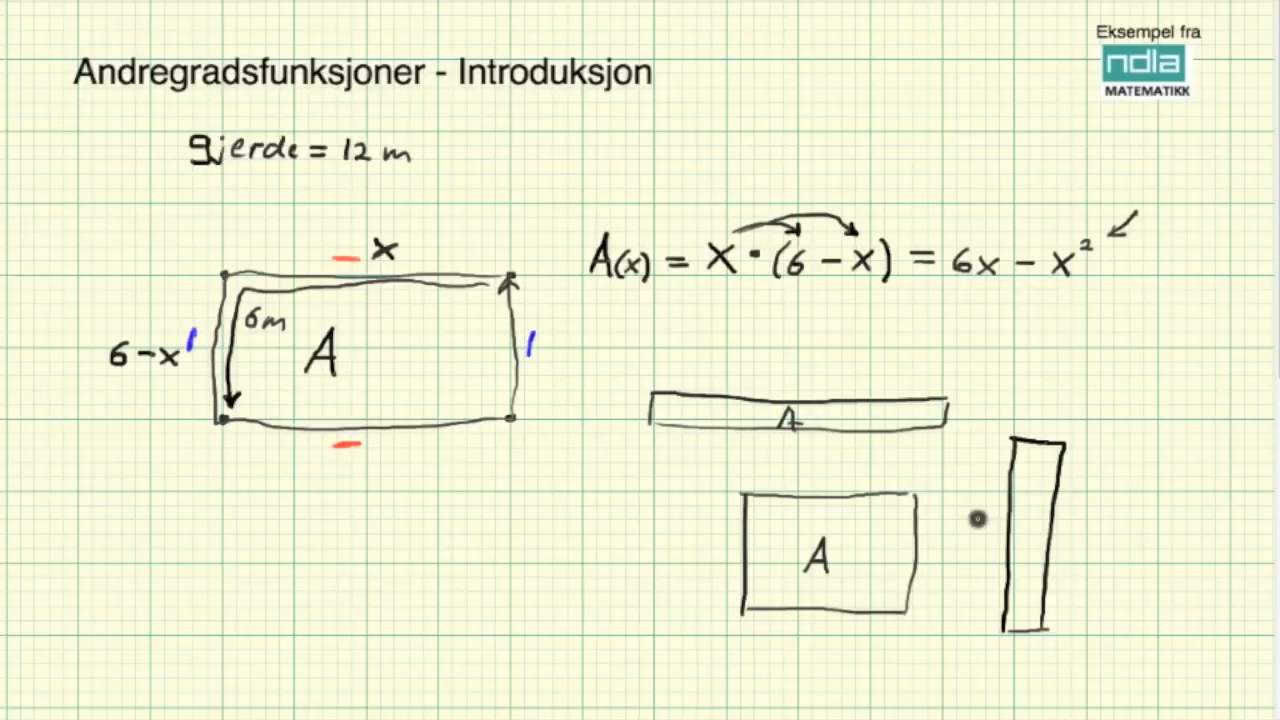 Eksempel fra
ndla
MATEMATIKK
Andregradsfunksjoner - Introduksjon
gjerde = 12 m
x
A(x) = x · (6 - x) = 6x - x²
6m
6-x
A
A
A